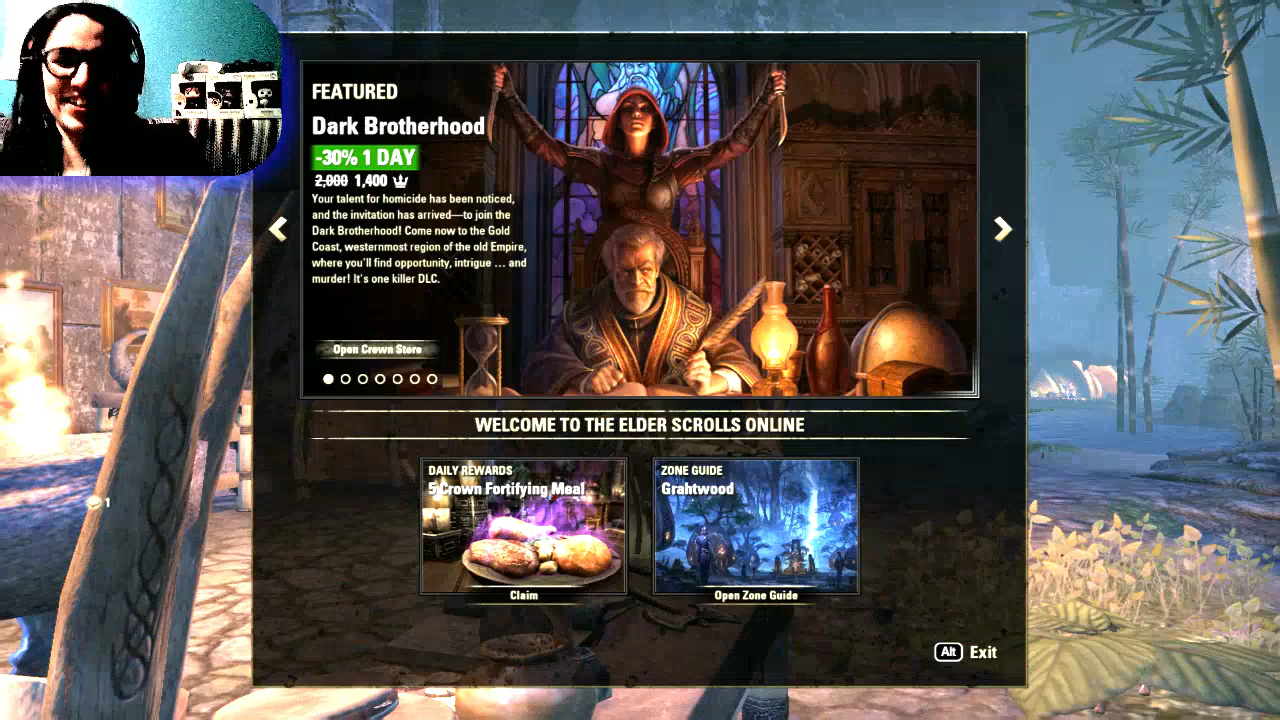 FEATURED
Dark Brotherhood
-30% 1 DAY
2,000 1,400
Your talent for homicide has been noticed,
and the invitation has arrived—to join the
Dark Brotherhood! Come now to the Gold
Coast, westernmost region of the old Empire,
where you'll find opportunity, intrigue ... and
murder! It's one killer DLC.
Open Crown Store
WELCOME TO THE ELDER SCROLLS ONLINE
DAILY REWARDS
5 Crown Fortifying Meal
Claim
ZONE GUIDE
Grahtwood
Open Zone Guide
1
Alt Exit